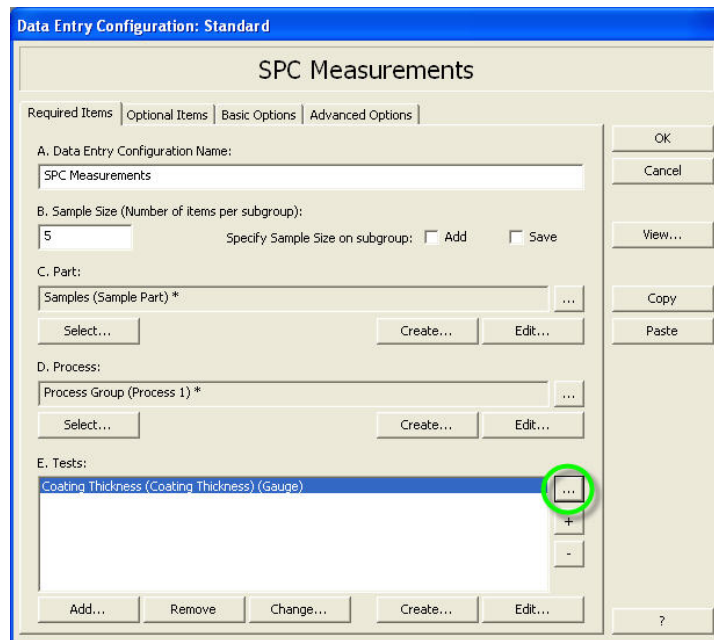 Data Entry Configuration: Standard
SPC Measurements
Required Items Optional Items Basic Options Advanced Options
OK
A. Data Entry Configuration Name:
SPC Measurements
Cancel
B. Sample Size (Number of items per subgroup):
5 Specify Sample Size on subgroup: Add Save
View...
C. Part:
Samples (Sample Part) * ...
Copy
Select... Create... Edit...
Paste
D. Process:
Process Group (Process 1) * ...
Select... Create... Edit...
E. Tests:
Coating Thickness (Coating Thickness) (Gauge) ...
+
-
Add... Remove Change... Create... Edit...
?